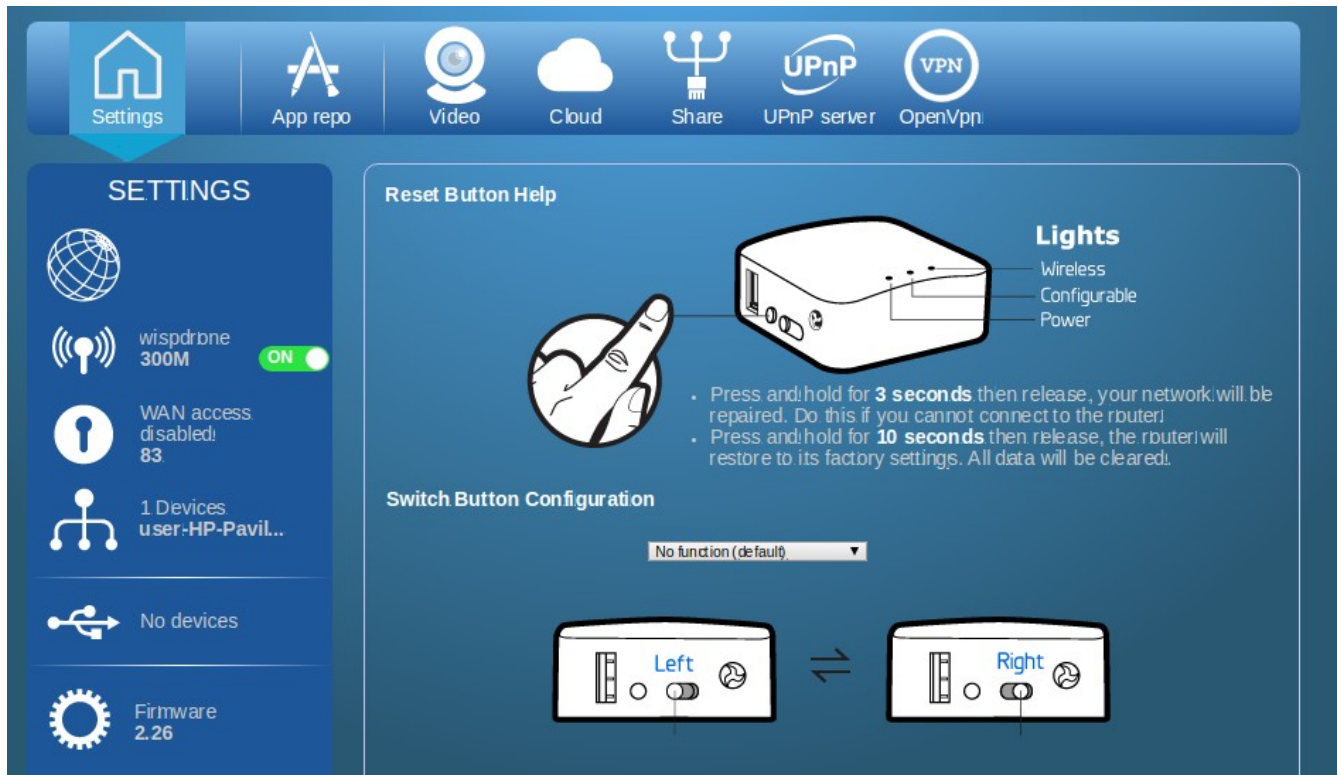 UPnP
VPN
Settings
App repo
Video
Cloud
Share
UPnP server
OpenVpn
SETTINGS
wispdrone
300M
ON
WAN access
disabled
83
1 Devices
user-HP-Pavil...
No devices
Firmware
2.26
Reset Button Help
Lights
Wireless
Configurable
Power
• Press and hold for 3 seconds then release, your network will be
repaired. Do this if you cannot connect to the router
• Press and hold for 10 seconds then release, the router will
restore to its factory settings. All data will be cleared.
Switch Button Configuration
No function (default)
Left
Right